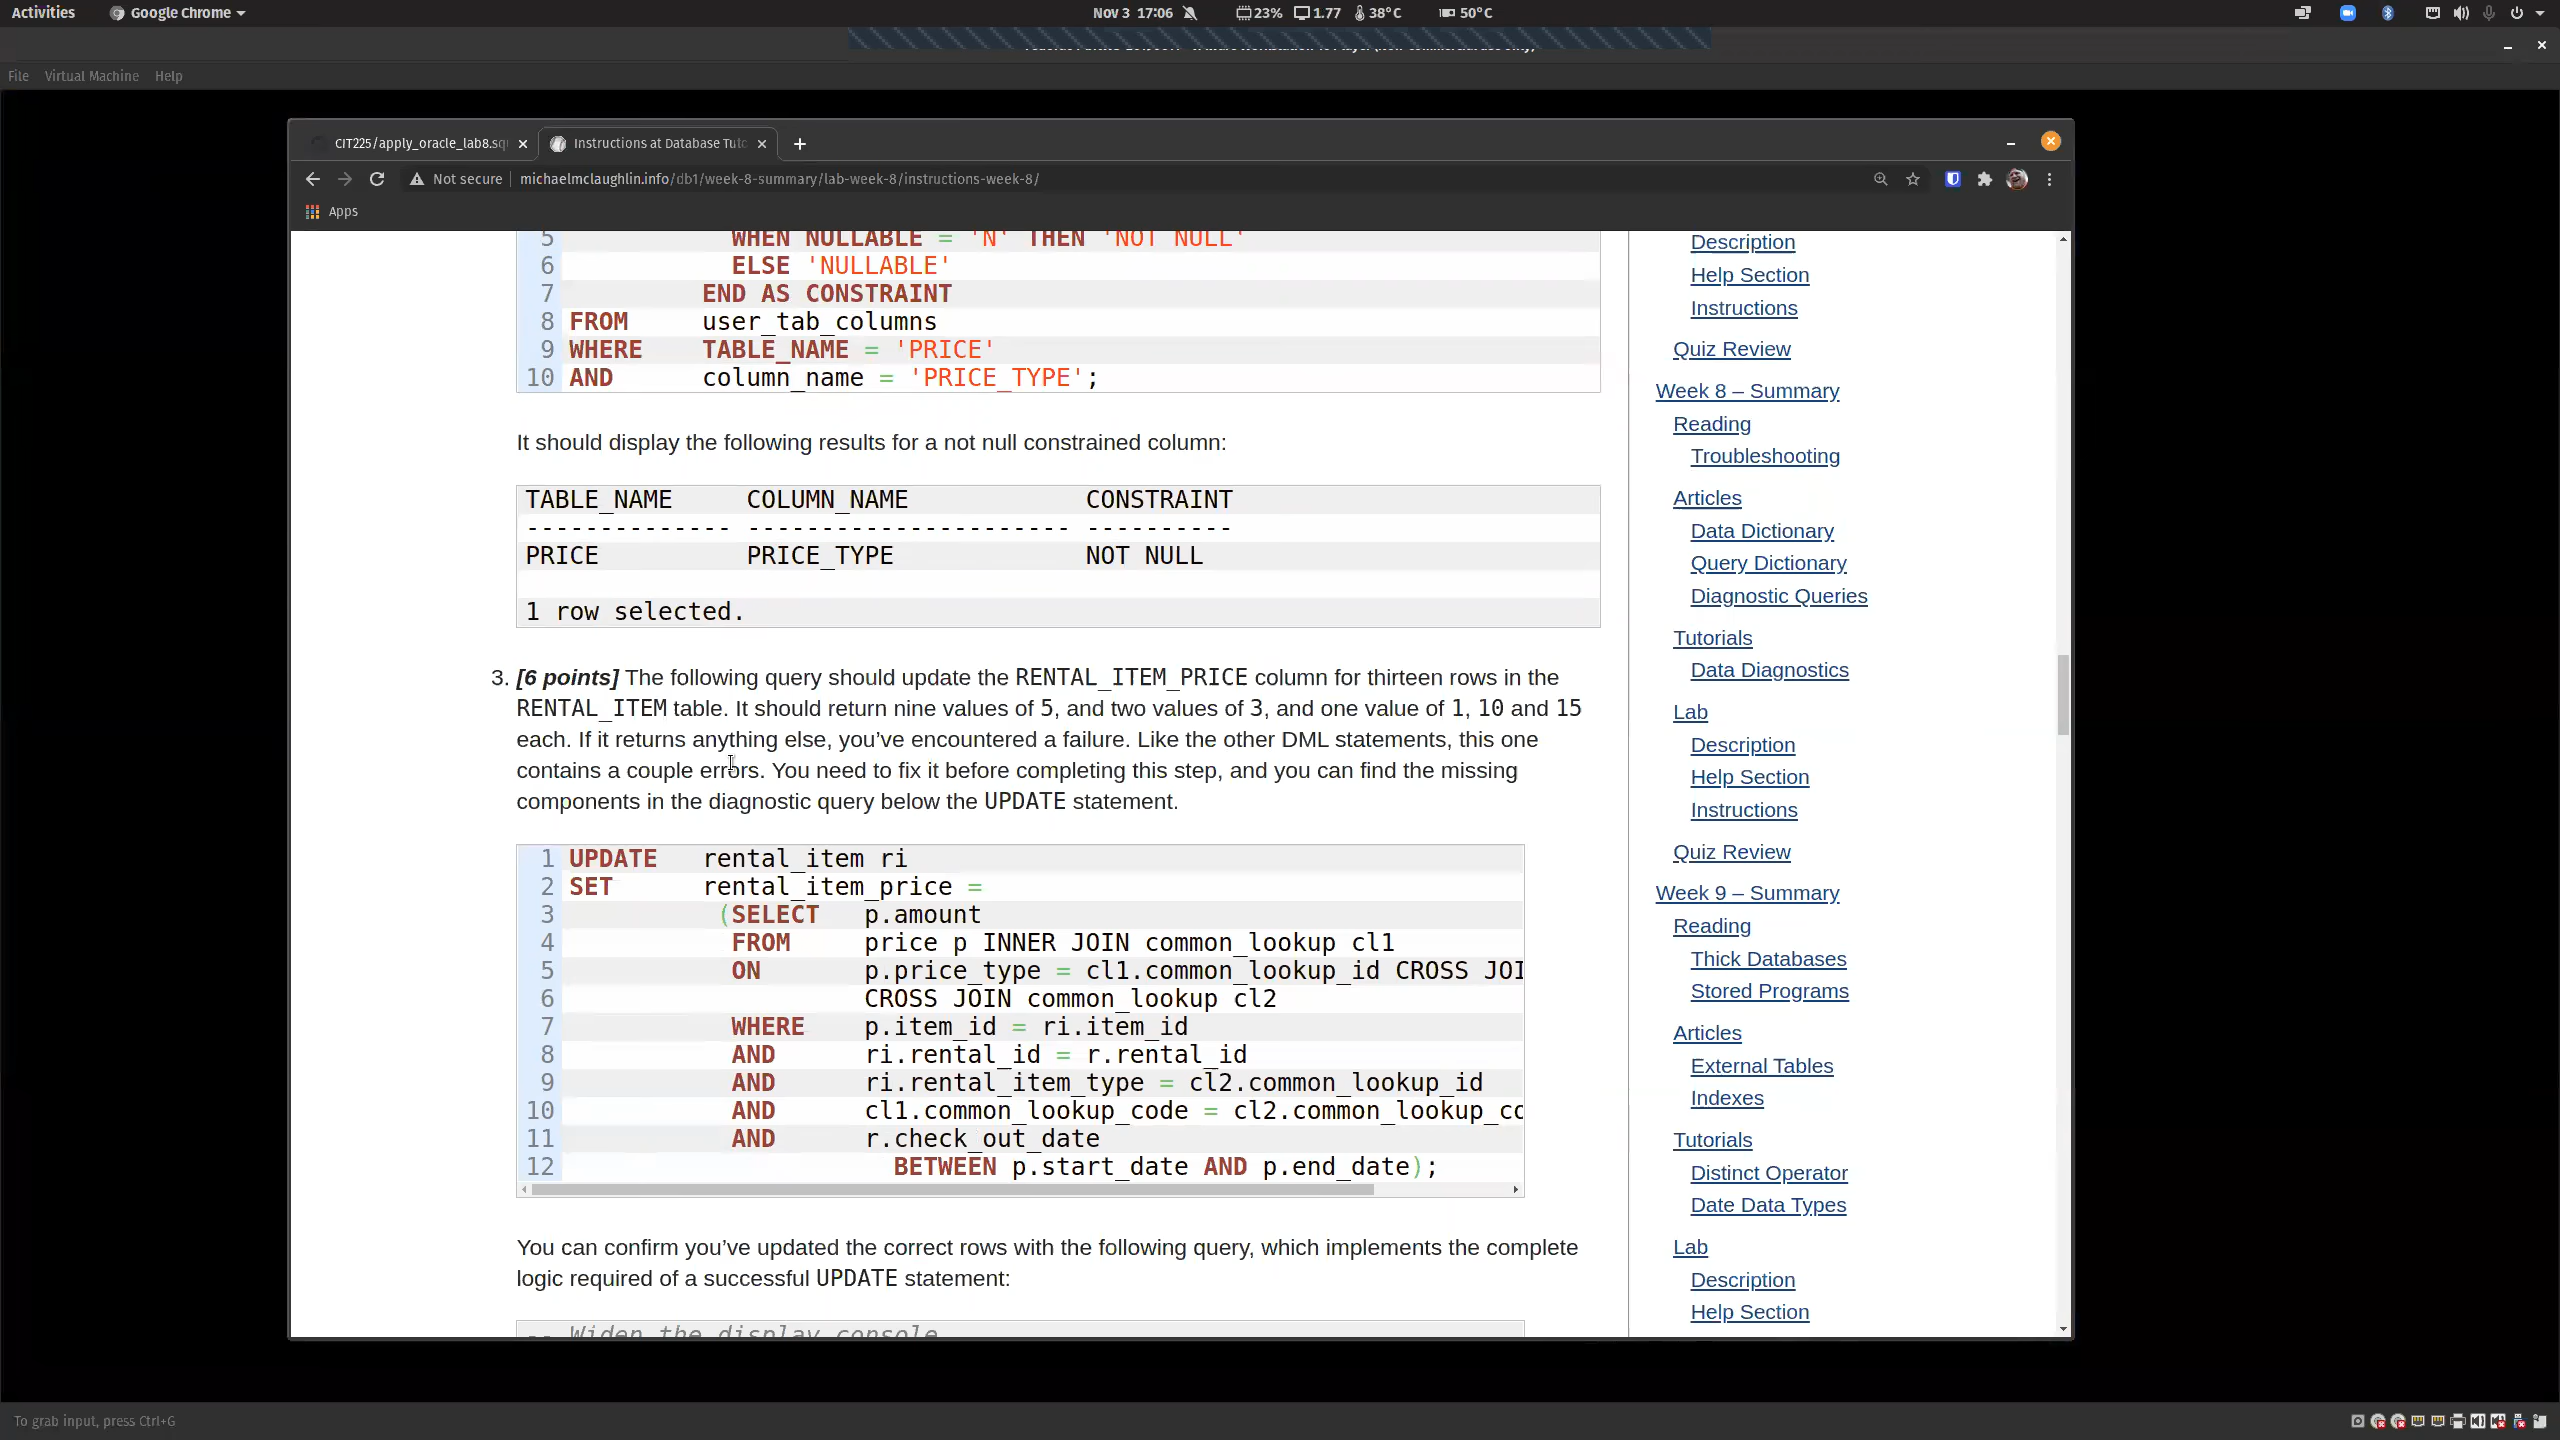 Activities
Google Chrome
Nov 3 17:06
23%
1.77
38°C
50°C
File Virtual Machine Help
CIT225/apply_oracle_lab8.sq
Instructions at Database Tuto
Not secure
michaelmclaughlin.info/db1/week-8-summary/lab-week-8/instructions-week-8/
Apps
5 WHEN NULLABLE = 'N' THEN 'NOT NULL'
6 ELSE 'NULLABLE'
7 END AS CONSTRAINT
8 FROM user_tab_columns
9 WHERE TABLE_NAME = 'PRICE'
10 AND column_name = 'PRICE_TYPE';
It should display the following results for a not null constrained column:
TABLE_NAME COLUMN_NAME CONSTRAINT
-------------- ---------------------- ----------
PRICE PRICE_TYPE NOT NULL
1 row selected.
3. [6 points] The following query should update the RENTAL_ITEM_PRICE column for thirteen rows in the
RENTAL_ITEM table. It should return nine values of 5, and two values of 3, and one value of 1, 10 and 15
each. If it returns anything else, you’ve encountered a failure. Like the other DML statements, this one
contains a couple errors. You need to fix it before completing this step, and you can find the missing
components in the diagnostic query below the UPDATE statement.
1 UPDATE rental_item ri
2 SET rental_item_price =
3 (SELECT p.amount
4 FROM price p INNER JOIN common_lookup cl1
5 ON p.price_type = cl1.common_lookup_id CROSS JOI
6 CROSS JOIN common_lookup cl2
7 WHERE p.item_id = ri.item_id
8 AND ri.rental_id = r.rental_id
9 AND ri.rental_item_type = cl2.common_lookup_id
10 AND cl1.common_lookup_code = cl2.common_lookup_co
11 AND r.check_out_date
12 BETWEEN p.start_date AND p.end_date);
You can confirm you’ve updated the correct rows with the following query, which implements the complete
logic required of a successful UPDATE statement:
-- Widen the display console
Description
Help Section
Instructions
Quiz Review
Week 8 – Summary
Reading
Troubleshooting
Articles
Data Dictionary
Query Dictionary
Diagnostic Queries
Tutorials
Data Diagnostics
Lab
Description
Help Section
Instructions
Quiz Review
Week 9 – Summary
Reading
Thick Databases
Stored Programs
Articles
External Tables
Indexes
Tutorials
Distinct Operator
Date Data Types
Lab
Description
Help Section
To grab input, press Ctrl+G